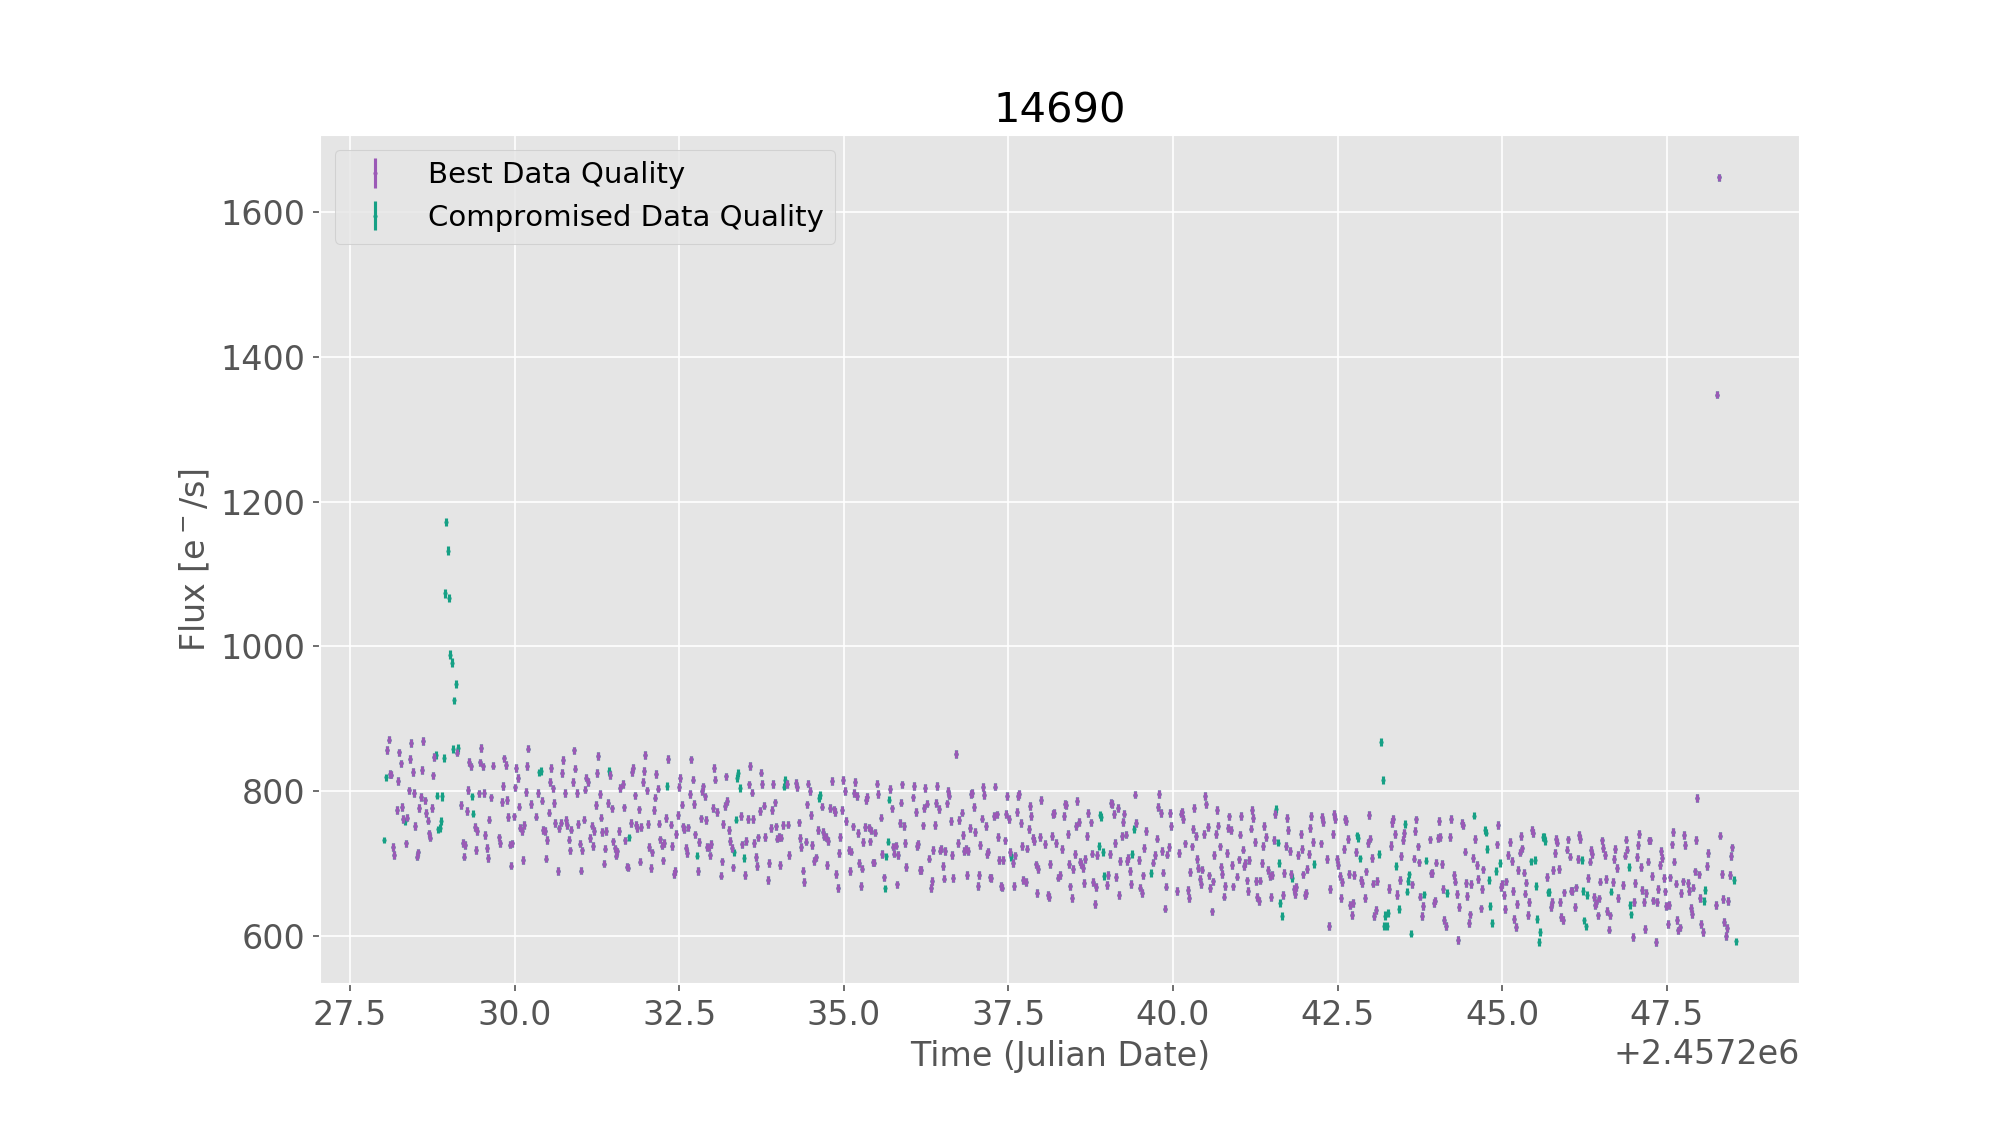 14690
Best Data Quality
Compromised Data Quality
1600
1400
1200
1000
800
600
Flux [e⁻/s]
27.5 30.0 32.5 35.0 37.5 40.0 42.5 45.0 47.5
Time (Julian Date)
+2.4572e6